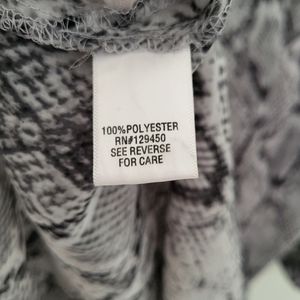 100%POLYESTER
RN#129450
SEE REVERSE
FOR CARE